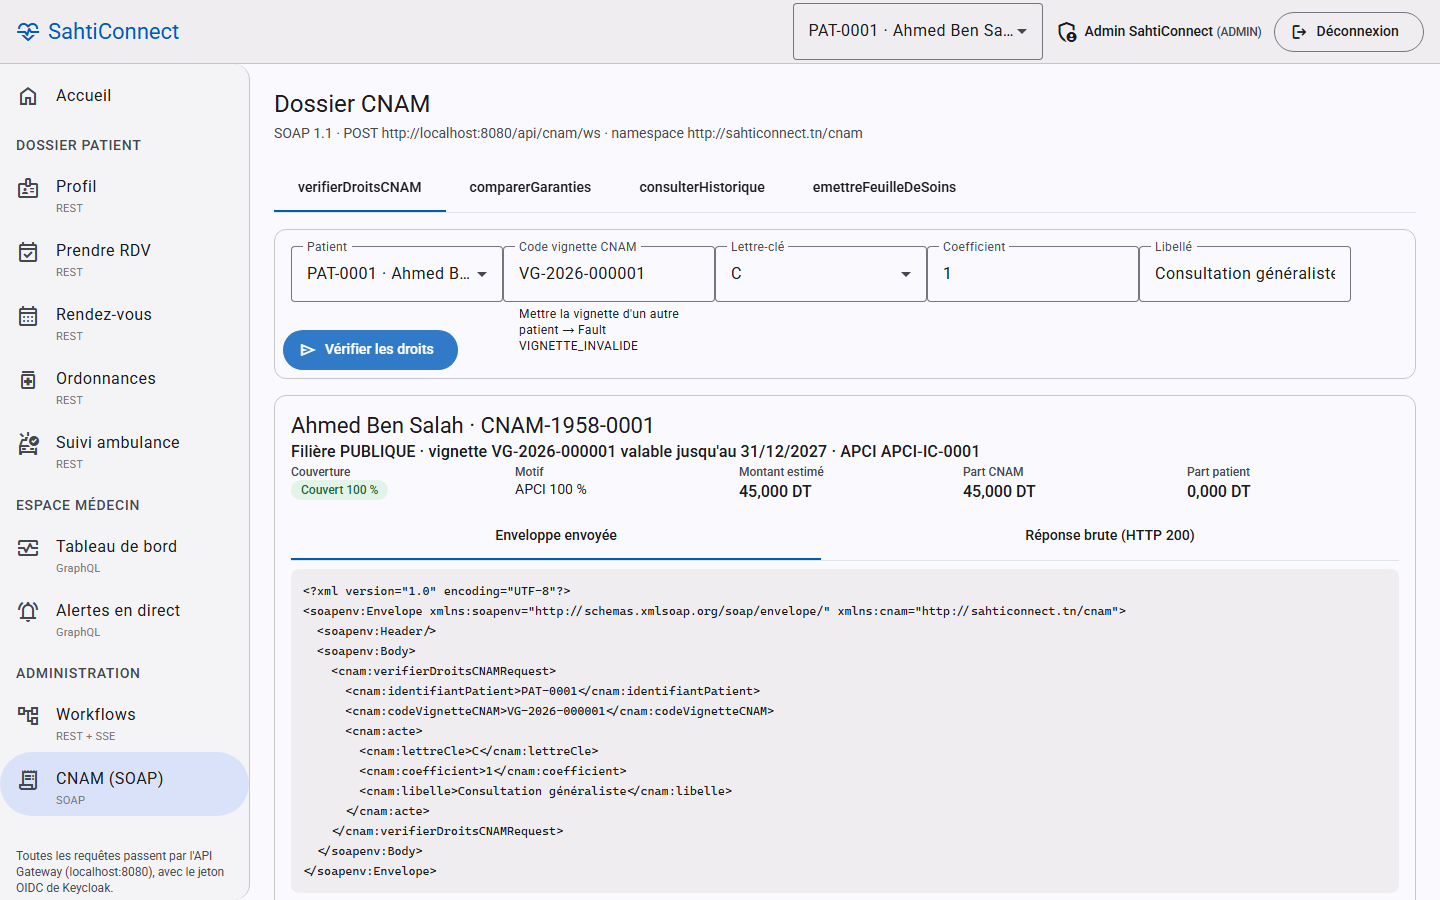 SahtiConnect
PAT-0001 · Ahmed Ben Sa...
Admin SahtiConnect (ADMIN)
Déconnexion
Accueil
DOSSIER PATIENT
Profil
REST
Prendre RDV
REST
Rendez-vous
REST
Ordonnances
REST
Suivi ambulance
REST
ESPACE MÉDECIN
Tableau de bord
GraphQL
Alertes en direct
GraphQL
ADMINISTRATION
Workflows
REST + SSE
CNAM (SOAP)
SOAP
Toutes les requêtes passent par l'API
Gateway (localhost:8080), avec le jeton
OIDC de Keycloak.
Dossier CNAM
SOAP 1.1 · POST http://localhost:8080/api/cnam/ws · namespace http://sahticonnect.tn/cnam
verifierDroitsCNAM
comparerGaranties
consulterHistorique
emettreFeuilleDeSoins
Patient
PAT-0001 · Ahmed B...
Code vignette CNAM
VG-2026-000001
Lettre-clé
C
Coefficient
1
Libellé
Consultation généraliste
Mettre la vignette d'un autre
patient → Fault
VIGNETTE_INVALIDE
Vérifier les droits
Ahmed Ben Salah · CNAM-1958-0001
Filière PUBLIQUE · vignette VG-2026-000001 valable jusqu'au 31/12/2027 · APCI APCI-IC-0001
Couverture
Couvert 100 %
Motif
APCI 100 %
Montant estimé
45,000 DT
Part CNAM
45,000 DT
Part patient
0,000 DT
Enveloppe envoyée
Réponse brute (HTTP 200)
<?xml version="1.0" encoding="UTF-8"?>
<soapenv:Envelope xmlns:soapenv="http://schemas.xmlsoap.org/soap/envelope/" xmlns:cnam="http://sahticonnect.tn/cnam">
<soapenv:Header/>
<soapenv:Body>
<cnam:verifierDroitsCNAMRequest>
<cnam:identifiantPatient>PAT-0001</cnam:identifiantPatient>
<cnam:codeVignetteCNAM>VG-2026-000001</cnam:codeVignetteCNAM>
<cnam:acte>
<cnam:lettreCle>C</cnam:lettreCle>
<cnam:coefficient>1</cnam:coefficient>
<cnam:libelle>Consultation généraliste</cnam:libelle>
</cnam:acte>
</cnam:verifierDroitsCNAMRequest>
</soapenv:Body>
</soapenv:Envelope>